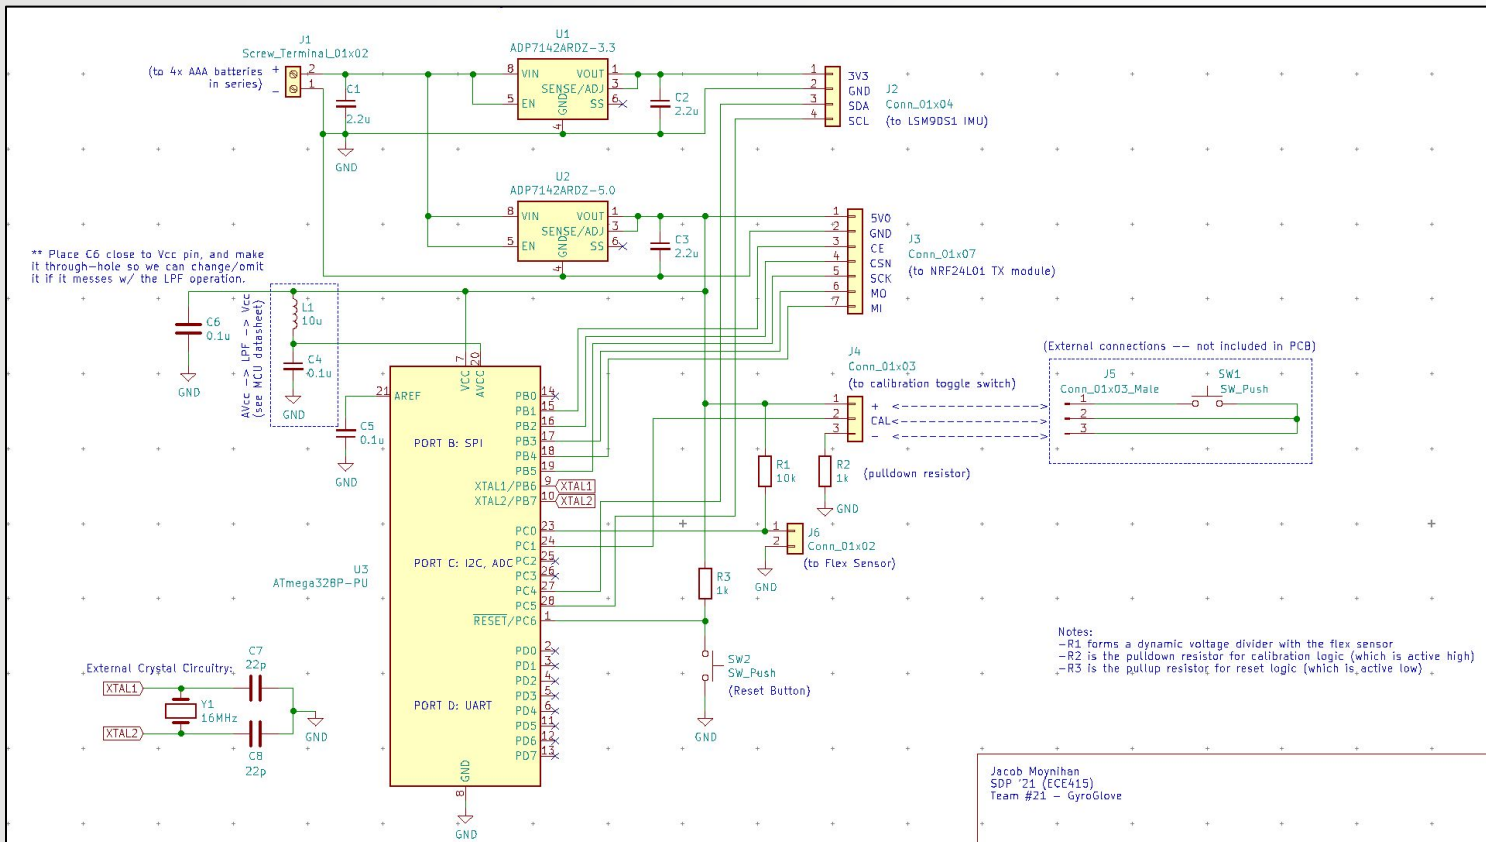 J1
Screw_Terminal_01x02
(to 4x AAA batteries
in series)
+
-
2
1
C1
2.2u
GND
U1
ADP7142ARDZ-3.3
8 VIN
5 EN
VOUT 1
SENSE/ADJ 3
SS 6
GND
4
C2
2.2u
1 3V3
2 GND
3 SDA
4 SCL
J2
Conn_01x04
(to LSM9DS1 IMU)
U2
ADP7142ARDZ-5.0
8 VIN
5 EN
VOUT 1
SENSE/ADJ 3
SS 6
GND
4
C3
2.2u
1 5V0
2 GND
3 CE
4 CSN
5 SCK
6 MO
7 MI
J3
Conn_01x07
(to NRF24L01 TX module)
** Place C6 close to Vcc pin, and make
it through-hole so we can change/omit
it if it messes w/ the LPF operation.
C6
0.1u
GND
AVcc -> LPF -> Vcc
(see MCU datasheet)
L1
10u
C4
0.1u
GND
C5
0.1u
GND
J4
Conn_01x03
(to calibration toggle switch)
1 +
2 CAL
3 -
(External connections -- not included in PCB)
J5
Conn_01x03_Male
1
2
3
SW1
SW_Push
R1
10k
R2
1k
(pulldown resistor)
GND
J6
Conn_01x02
1
2
(to Flex Sensor)
GND
R3
1k
SW2
SW_Push
(Reset Button)
GND
U3
ATmega328P-PU
7
VCC
20
AVCC
21 AREF
PORT B: SPI
PORT C: I2C, ADC
PORT D: UART
PB0 14
PB1 15
PB2 16
PB3 17
PB4 18
PB5 19
XTAL1/PB6 9 XTAL1
XTAL2/PB7 10 XTAL2
PC0 23
PC1 24
PC2 25
PC3 26
PC4 27
PC5 28
RESET/PC6 1
PD0 2
PD1 3
PD2 4
PD3 5
PD4 6
PD5 11
PD6 12
PD7 13
GND
8
GND
External Crystal Circuitry:
XTAL1
XTAL2
Y1
16MHz
C7
22p
C8
22p
GND
Notes:
-R1 forms a dynamic voltage divider with the flex sensor
-R2 is the pulldown resistor for calibration logic (which is active high)
-R3 is the pullup resistor for reset logic (which is active low)
Jacob Moynihan
SDP '21 (ECE415)
Team #21 - GyroGlove